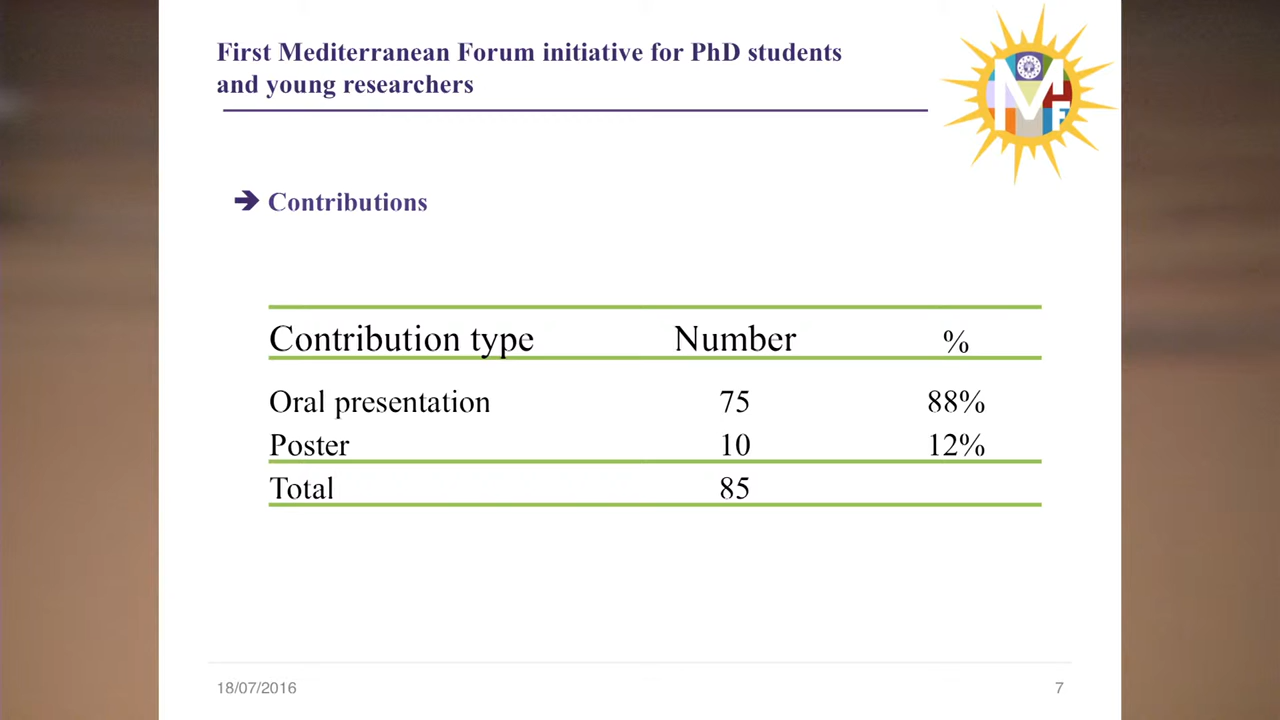 First Mediterranean Forum initiative for PhD students
and young researchers
MF
➔ Contributions
Contribution type Number %
Oral presentation 75 88%
Poster 10 12%
Total 85
18/07/2016 7